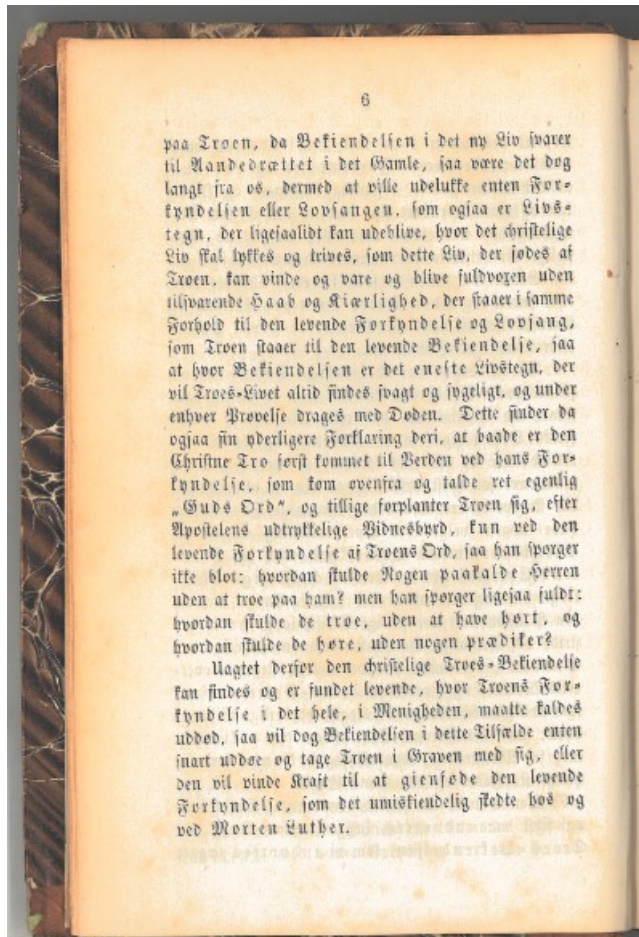 6
paa Troen, da Bekiendelsen i det ny Liv svarer
til Aandedrættet i det Gamle, saa være det dog
langt fra os, dermed at ville udelukke enten For-
kyndelsen eller Lovsangen, som ogsaa er Livs-
tegn, der ligesaalidt kan udeblive, hvor det christelige
Liv skal lykkes og trives, som dette Liv, der fødes af
Troen, kan vinde og vare og blive fuldvoxen uden
tilsvarende Haab og Kiærlighed, der staaer i samme
Forhold til den levende Forkyndelse og Lovsang,
som Troen staaer til den levende Bekiendelse, saa
at hvor Bekiendelsen er det eneste Livstegn, der
vil Troes-Livet altid findes svagt og sygeligt, og under
enhver Prøvelse drages med Døden. Dette finder da
ogsaa sin yderligere Forklaring deri, at baade er den
Christne Tro først kommet til Verden ved hans For-
kyndelse, som kom ovenfra og talde ret egenlig
„Guds Ord“, og tillige forplanter Troen sig, efter
Apostelens udtrykkelige Vidnesbyrd, kun ved den
levende Forkyndelse af Troens Ord, saa han spørger
ikke blot: hvordan skulde Nogen paakalde Herren
uden at troe paa ham? men han spørger ligesaa fuldt:
hvordan skulde de troe, uden at have hørt, og
hvordan skulde de høre, uden nogen prædiker?
Uagtet derfor den christelige Troes-Bekiendelse
kan findes og er fundet levende, hvor Troens For-
kyndelse i det hele, i Menigheden, maatte kaldes
uddød, saa vil dog Bekiendelsen i dette Tilfælde enten
snart uddøe og tage Troen i Graven med sig, eller
den vil vinde Kraft til at gienføde den levende
Forkyndelse, som det umiskiendelig skedte hos og
ved Morten Luther.